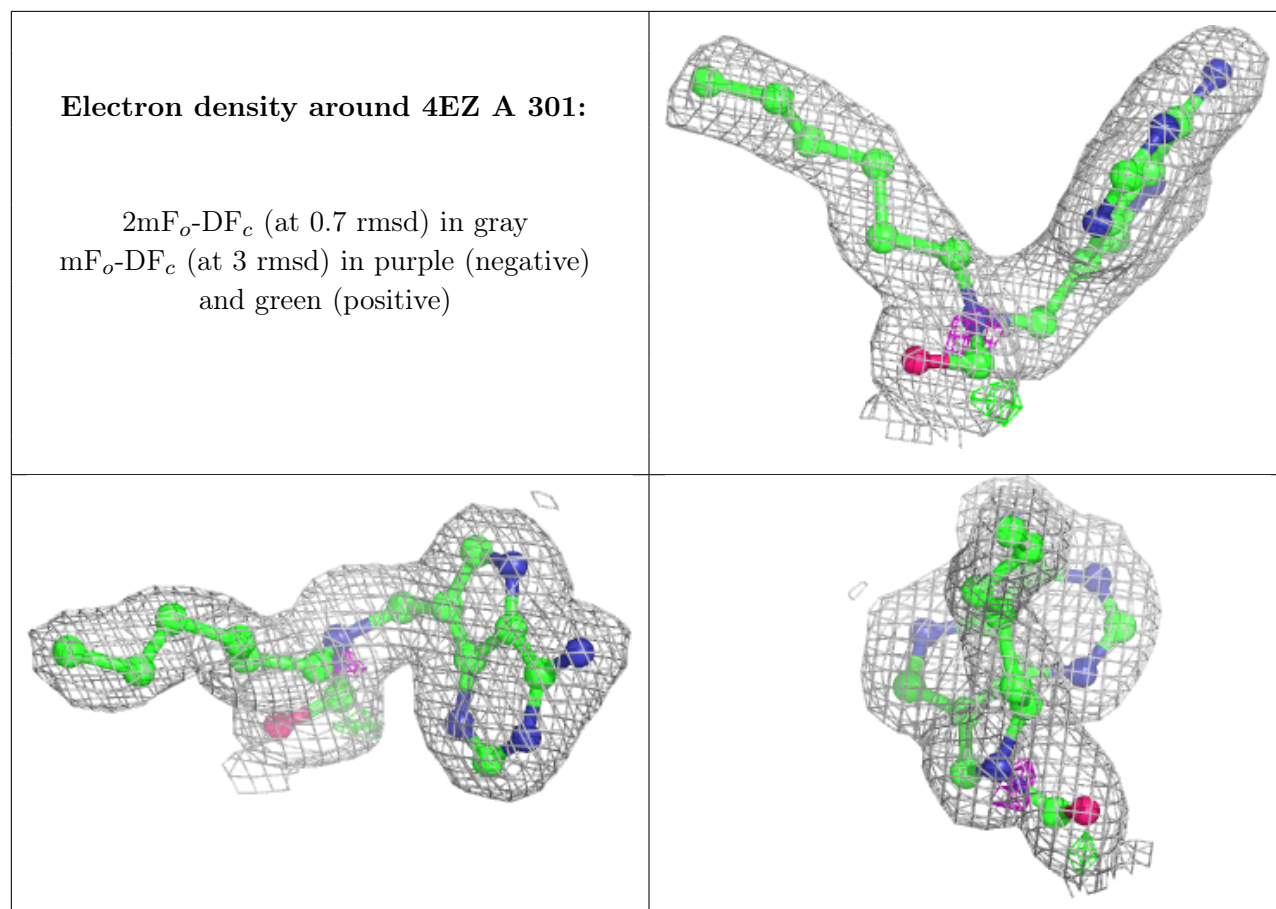 Electron density around 4EZ A 301:
2mFo-DFc (at 0.7 rmsd) in gray
mFo-DFc (at 3 rmsd) in purple (negative)
and green (positive)